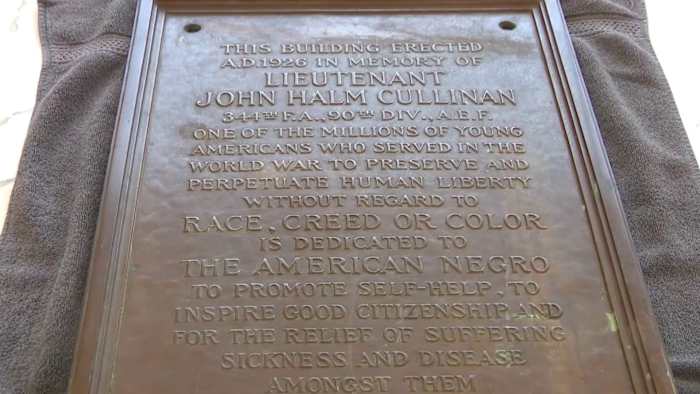 THIS BUILDING ERECTED
A.D. 1926 IN MEMORY OF
LIEUTENANT
JOHN HALM CULLINAN
344TH F.A., 90TH DIV., A.E.F.
ONE OF THE MILLIONS OF YOUNG
AMERICANS WHO SERVED IN THE
WORLD WAR TO PRESERVE AND
PERPETUATE HUMAN LIBERTY
WITHOUT REGARD TO
RACE, CREED OR COLOR
IS DEDICATED TO
THE AMERICAN NEGRO
TO PROMOTE SELF-HELP, TO
INSPIRE GOOD CITIZENSHIP AND
FOR THE RELIEF OF SUFFERING
SICKNESS AND DISEASE
AMONGST THEM